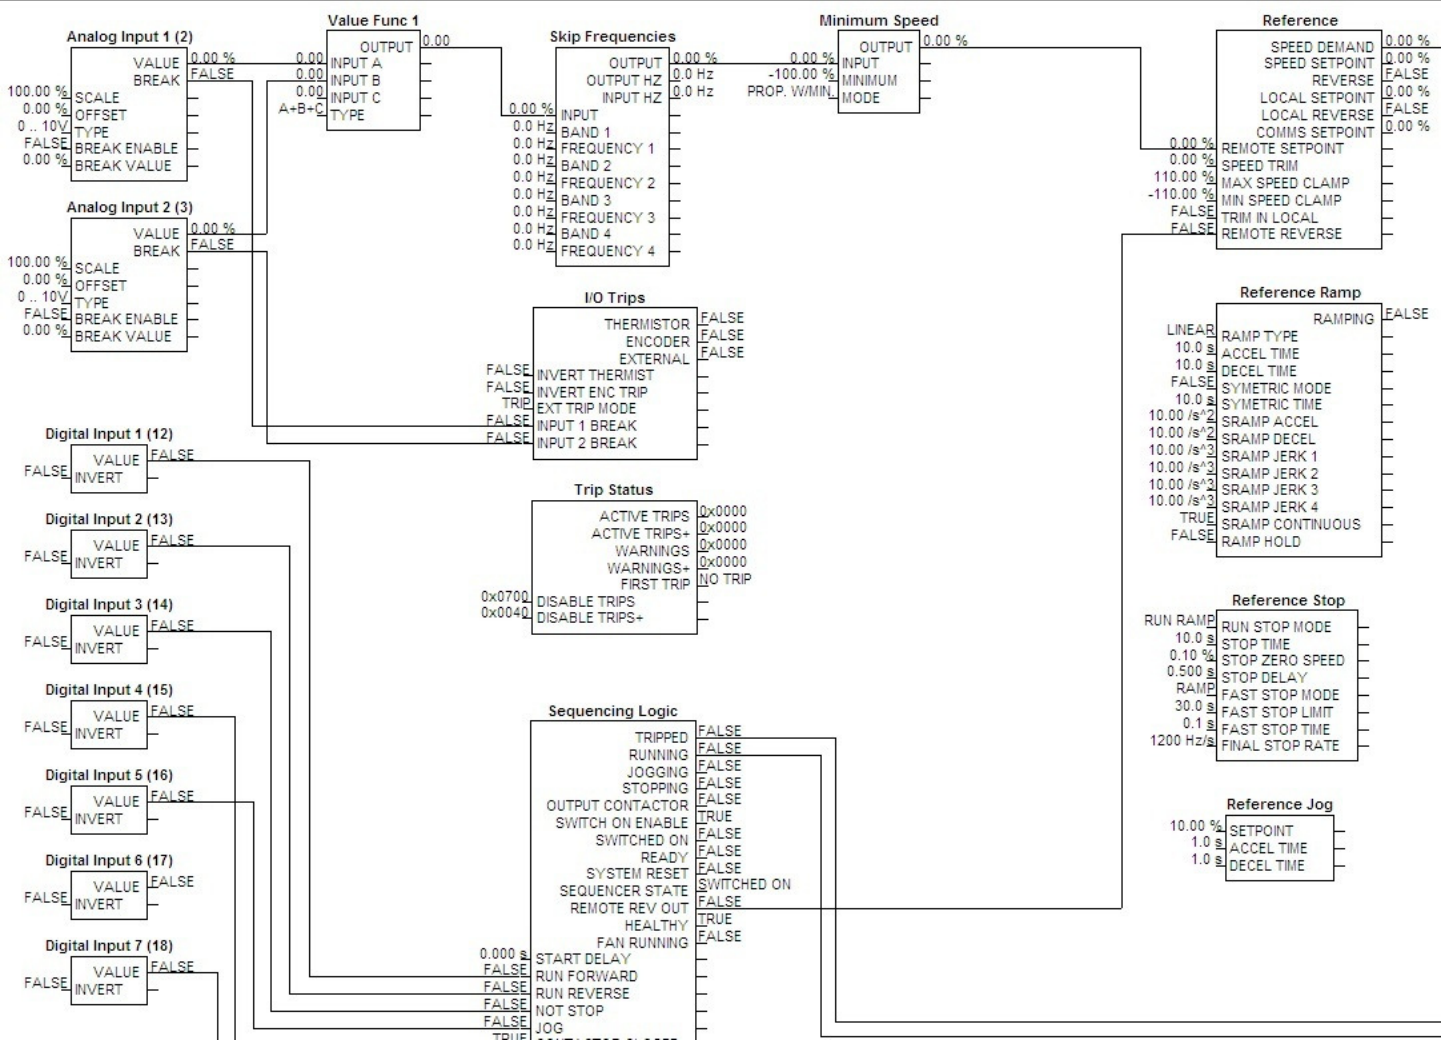 Analog Input 1 (2)
VALUE 0.00 %
BREAK FALSE
100.00 % SCALE
0.00 % OFFSET
0 .. 10V TYPE
FALSE BREAK ENABLE
0.00 % BREAK VALUE
Analog Input 2 (3)
VALUE 0.00 %
BREAK FALSE
100.00 % SCALE
0.00 % OFFSET
0 .. 10V TYPE
FALSE BREAK ENABLE
0.00 % BREAK VALUE
Digital Input 1 (12)
VALUE FALSE
FALSE INVERT
Digital Input 2 (13)
VALUE FALSE
FALSE INVERT
Digital Input 3 (14)
VALUE FALSE
FALSE INVERT
Digital Input 4 (15)
VALUE FALSE
FALSE INVERT
Digital Input 5 (16)
VALUE FALSE
FALSE INVERT
Digital Input 6 (17)
VALUE FALSE
FALSE INVERT
Digital Input 7 (18)
VALUE FALSE
FALSE INVERT
Value Func 1
OUTPUT 0.00
0.00 INPUT A
0.00 INPUT B
0.00 INPUT C
A+B+C TYPE
Skip Frequencies
OUTPUT 0.00 %
OUTPUT HZ 0.0 Hz
INPUT HZ 0.0 Hz
0.00 % INPUT
0.0 Hz BAND 1
0.0 Hz FREQUENCY 1
0.0 Hz BAND 2
0.0 Hz FREQUENCY 2
0.0 Hz BAND 3
0.0 Hz FREQUENCY 3
0.0 Hz BAND 4
0.0 Hz FREQUENCY 4
I/O Trips
THERMISTOR FALSE
ENCODER FALSE
EXTERNAL FALSE
FALSE INVERT THERMIST
FALSE INVERT ENC TRIP
TRIP EXT TRIP MODE
FALSE INPUT 1 BREAK
FALSE INPUT 2 BREAK
Trip Status
ACTIVE TRIPS 0x0000
ACTIVE TRIPS+ 0x0000
WARNINGS 0x0000
WARNINGS+ 0x0000
FIRST TRIP NO TRIP
0x0700 DISABLE TRIPS
0x0040 DISABLE TRIPS+
Sequencing Logic
TRIPPED FALSE
RUNNING FALSE
JOGGING FALSE
STOPPING FALSE
OUTPUT CONTACTOR FALSE
SWITCH ON ENABLE TRUE
SWITCHED ON FALSE
READY FALSE
SYSTEM RESET FALSE
SEQUENCER STATE SWITCHED ON
REMOTE REV OUT FALSE
HEALTHY TRUE
FAN RUNNING FALSE
0.000 s START DELAY
FALSE RUN FORWARD
FALSE RUN REVERSE
FALSE NOT STOP
FALSE JOG
TRUE
Minimum Speed
OUTPUT 0.00 %
0.00 % INPUT
-100.00 % MINIMUM
PROP. W/MIN. MODE
Reference
SPEED DEMAND 0.00 %
SPEED SETPOINT 0.00 %
REVERSE FALSE
LOCAL SETPOINT 0.00 %
LOCAL REVERSE FALSE
COMMS SETPOINT 0.00 %
0.00 % REMOTE SETPOINT
0.00 % SPEED TRIM
110.00 % MAX SPEED CLAMP
-110.00 % MIN SPEED CLAMP
FALSE TRIM IN LOCAL
FALSE REMOTE REVERSE
Reference Ramp
RAMPING FALSE
LINEAR RAMP TYPE
10.0 s ACCEL TIME
10.0 s DECEL TIME
FALSE SYMETRIC MODE
10.0 s SYMETRIC TIME
10.00 /s^2 SRAMP ACCEL
10.00 /s^2 SRAMP DECEL
10.00 /s^3 SRAMP JERK 1
10.00 /s^3 SRAMP JERK 2
10.00 /s^3 SRAMP JERK 3
10.00 /s^3 SRAMP JERK 4
TRUE SRAMP CONTINUOUS
FALSE RAMP HOLD
Reference Stop
RUN RAMP RUN STOP MODE
10.0 s STOP TIME
0.10 % STOP ZERO SPEED
0.500 s STOP DELAY
RAMP FAST STOP MODE
30.0 s FAST STOP LIMIT
0.1 s FAST STOP TIME
1200 Hz/s FINAL STOP RATE
Reference Jog
10.00 % SETPOINT
1.0 s ACCEL TIME
1.0 s DECEL TIME